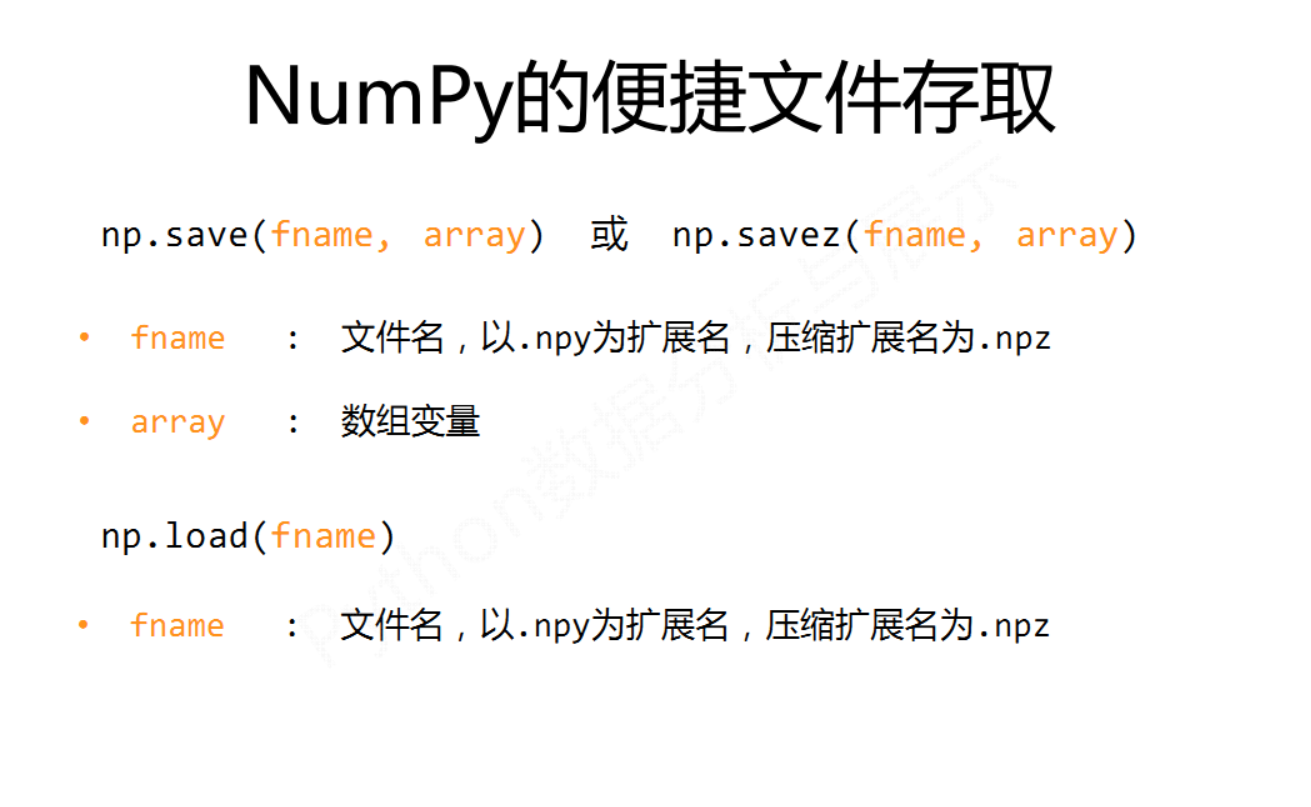 NumPy的便捷文件存取
np.save(fname, array) 或 np.savez(fname, array)
• fname : 文件名，以.npy为扩展名，压缩扩展名为.npz
• array : 数组变量
np.load(fname)
• fname : 文件名，以.npy为扩展名，压缩扩展名为.npz
Python数据分析与展示